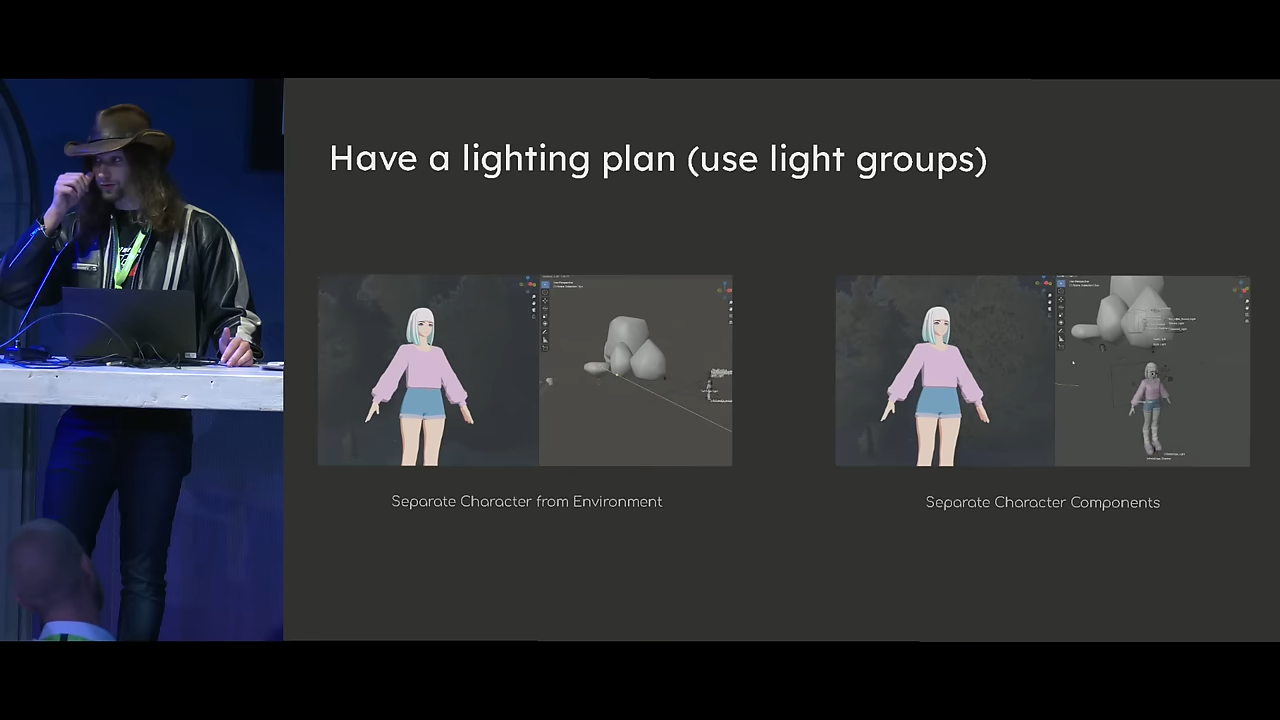 Have a lighting plan (use light groups)
Separate Character from Environment
Separate Character Components